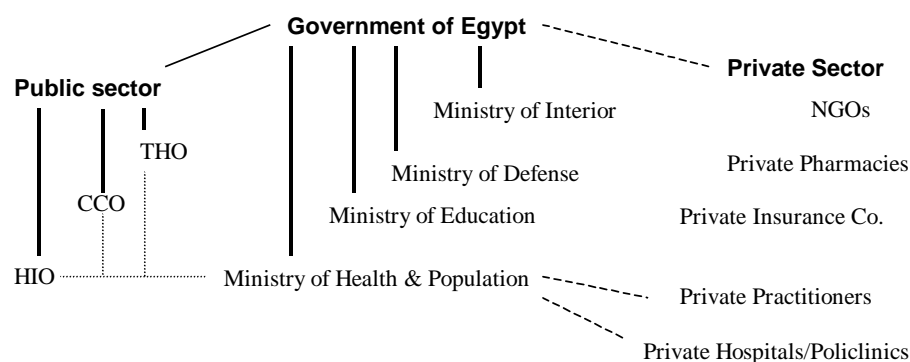 Government of Egypt
Public sector
Private Sector
Ministry of Interior
NGOs
THO
Private Pharmacies
Ministry of Defense
CCO
Ministry of Education
Private Insurance Co.
HIO
Ministry of Health & Population
Private Practitioners
Private Hospitals/Policlinics